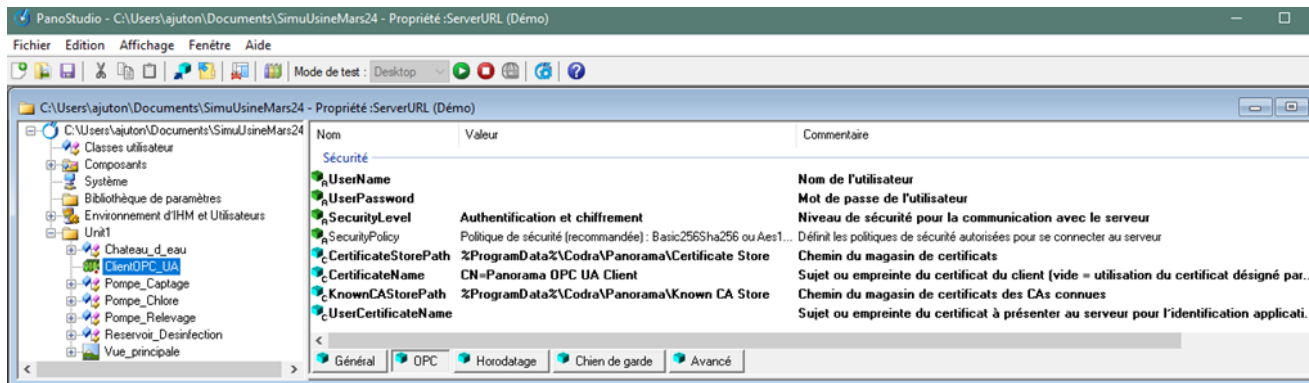 PanoStudio - C:\Users\ajuton\Documents\SimuUsineMars24 - Propriété :ServerURL (Démo)
Fichier Edition Affichage Fenêtre Aide
Mode de test : Desktop
C:\Users\ajuton\Documents\SimuUsineMars24 - Propriété :ServerURL (Démo)
C:\Users\ajuton\Documents\SimuUsineMars24
Classes utilisateur
Composants
Système
Bibliothèque de paramètres
Environnement d'IHM et Utilisateurs
Unit1
Chateau_d_eau
ClientOPC_UA
Pompe_Captage
Pompe_Chlore
Pompe_Relevage
Reservoir_Desinfection
Vue_principale
Nom Valeur Commentaire
Sécurité
UserName Nom de l'utilisateur
UserPassword Mot de passe de l'utilisateur
SecurityLevel Authentification et chiffrement Niveau de sécurité pour la communication avec le serveur
SecurityPolicy Politique de sécurité (recommandée) : Basic256Sha256 ou Aes1... Définit les politiques de sécurité autorisées pour se connecter au serveur
CertificateStorePath %ProgramData%\Codra\Panorama\Certificate Store Chemin du magasin de certificats
CertificateName CN=Panorama OPC UA Client Sujet ou empreinte du certificat du client (vide = utilisation du certificat désigné par...
KnownCAStorePath %ProgramData%\Codra\Panorama\Known CA Store Chemin du magasin de certificats des CAs connues
UserCertificateName Sujet ou empreinte du certificat à présenter au serveur pour l'identification applicati.
Général OPC Horodatage Chien de garde Avancé